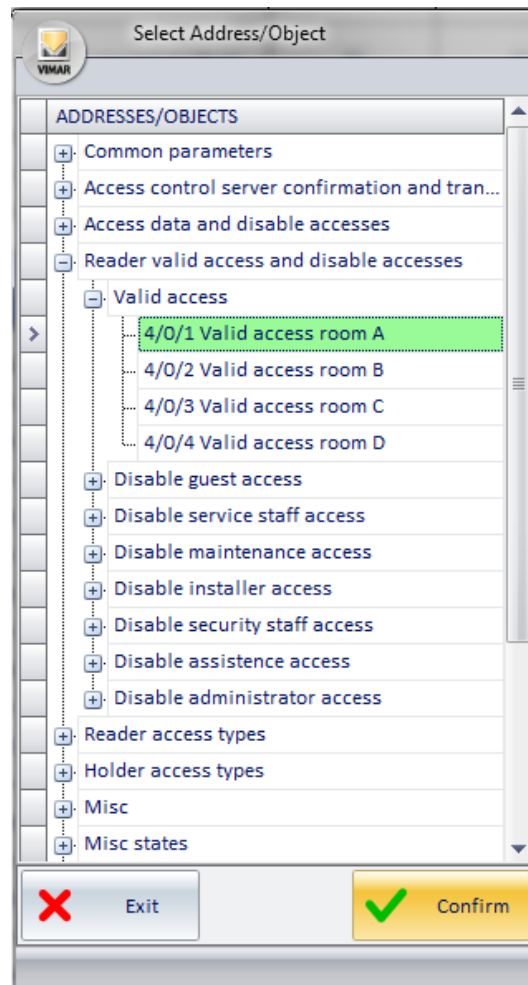 Select Address/Object
VIMAR
ADDRESSES/OBJECTS
Common parameters
Access control server confirmation and tran...
Access data and disable accesses
Reader valid access and disable accesses
Valid access
4/0/1 Valid access room A
4/0/2 Valid access room B
4/0/3 Valid access room C
4/0/4 Valid access room D
Disable guest access
Disable service staff access
Disable maintenance access
Disable installer access
Disable security staff access
Disable assistence access
Disable administrator access
Reader access types
Holder access types
Misc
Misc states
Exit Confirm